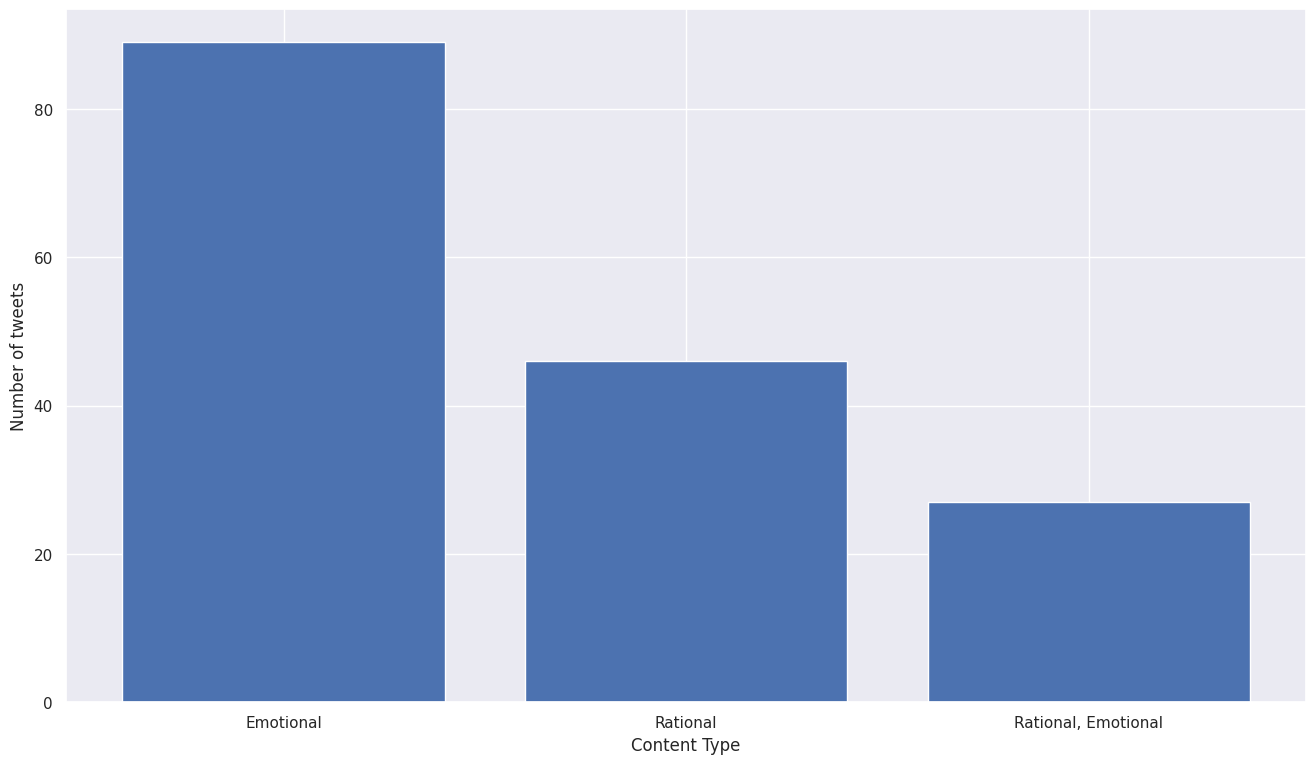 80
60
40
20
0
Number of tweets
Emotional
Rational
Rational, Emotional
Content Type